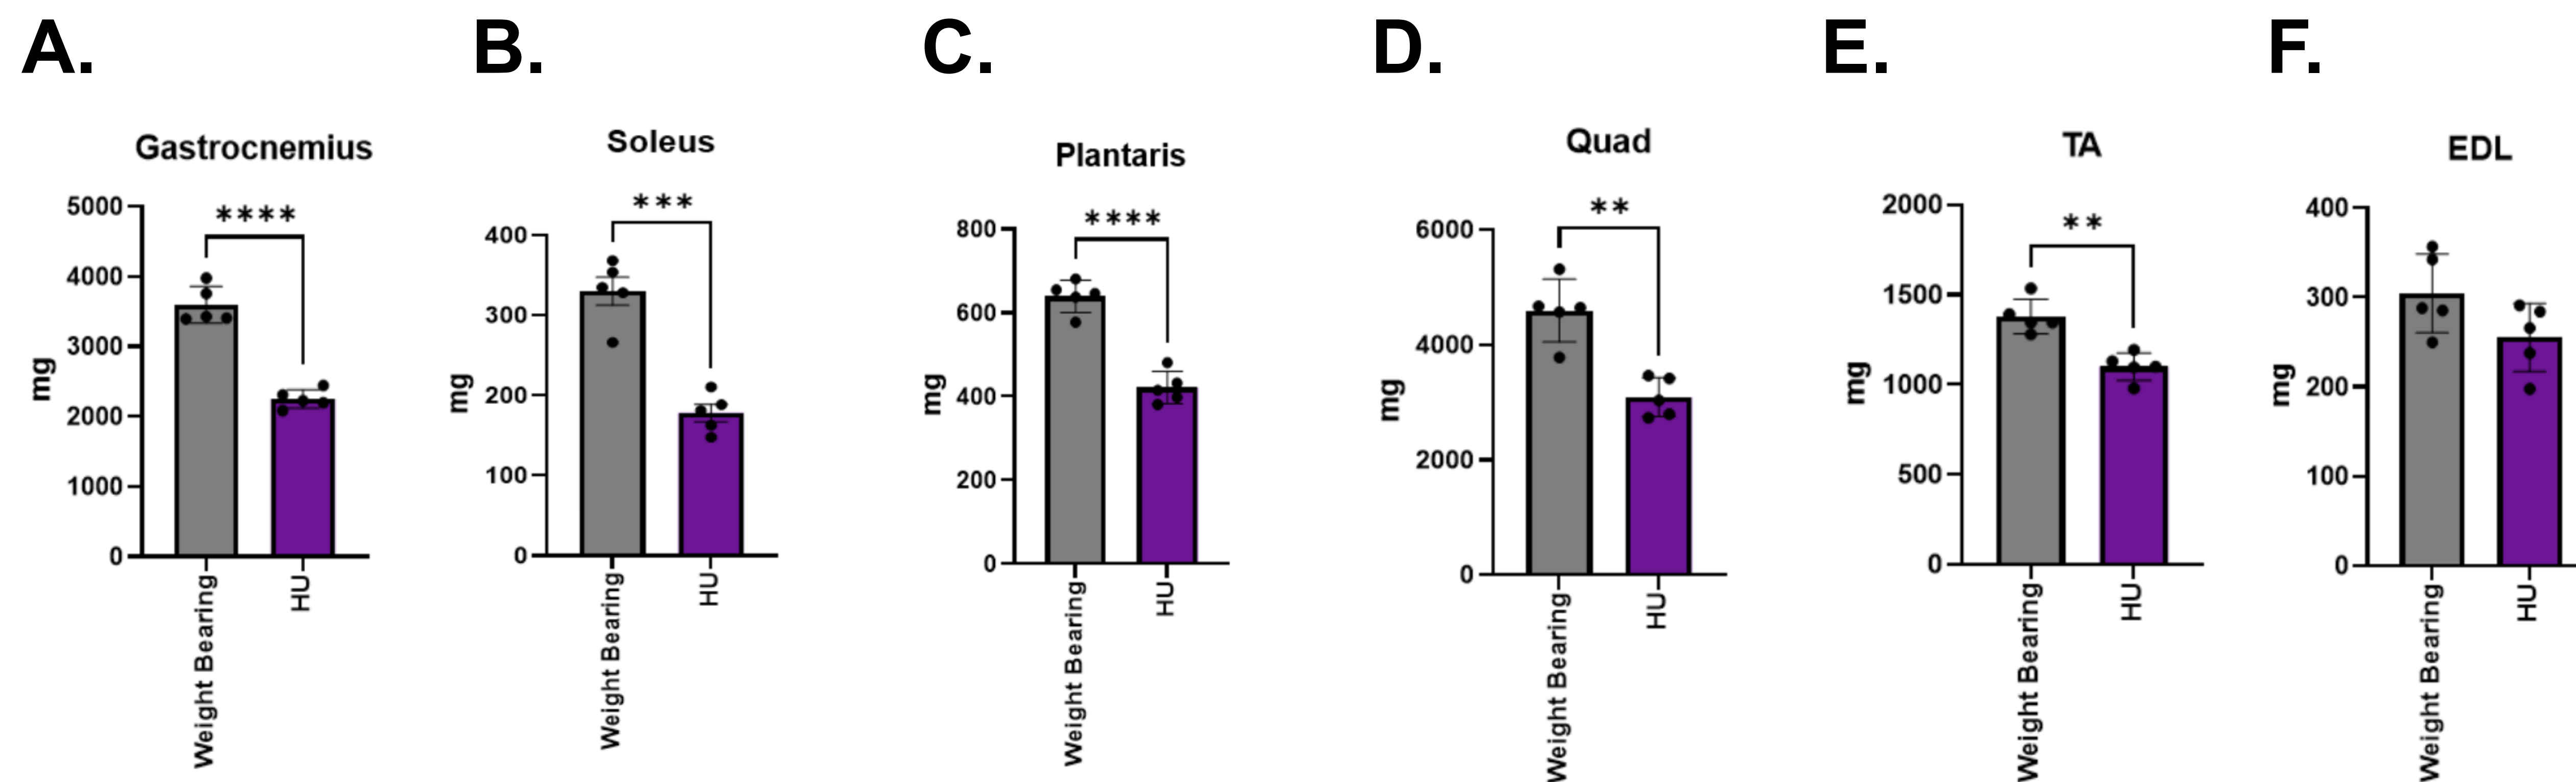 A.
Gastrocnemius
****
5000
4000
3000
2000
1000
0
mg
Weight Bearing
HU
B.
Soleus
***
400
300
200
100
0
mg
Weight Bearing
HU
C.
Plantaris
****
800
600
400
200
0
mg
Weight Bearing
HU
D.
Quad
**
6000
4000
2000
0
mg
Weight Bearing
HU
E.
TA
**
2000
1500
1000
500
0
mg
Weight Bearing
HU
F.
EDL
400
300
200
100
0
mg
Weight Bearing
HU